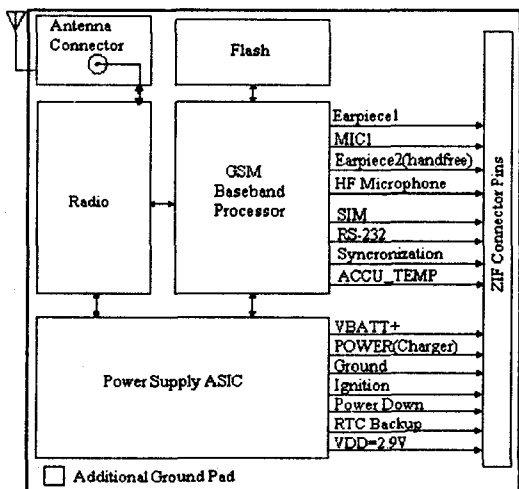 Antenna
Connector
Flash
Radio
GSM
Baseband
Processor
Earpiece1
MIC1
Earpiece2(handfree)
HF Microphone
SIM
RS-232
Syncronization
ACCU_TEMP
ZIF Connector Pins
Power Supply ASIC
VBATT+
POWER(Charger)
Ground
Ignition
Power Down
RTC Backup
VDD=2.9V
Additional Ground Pad